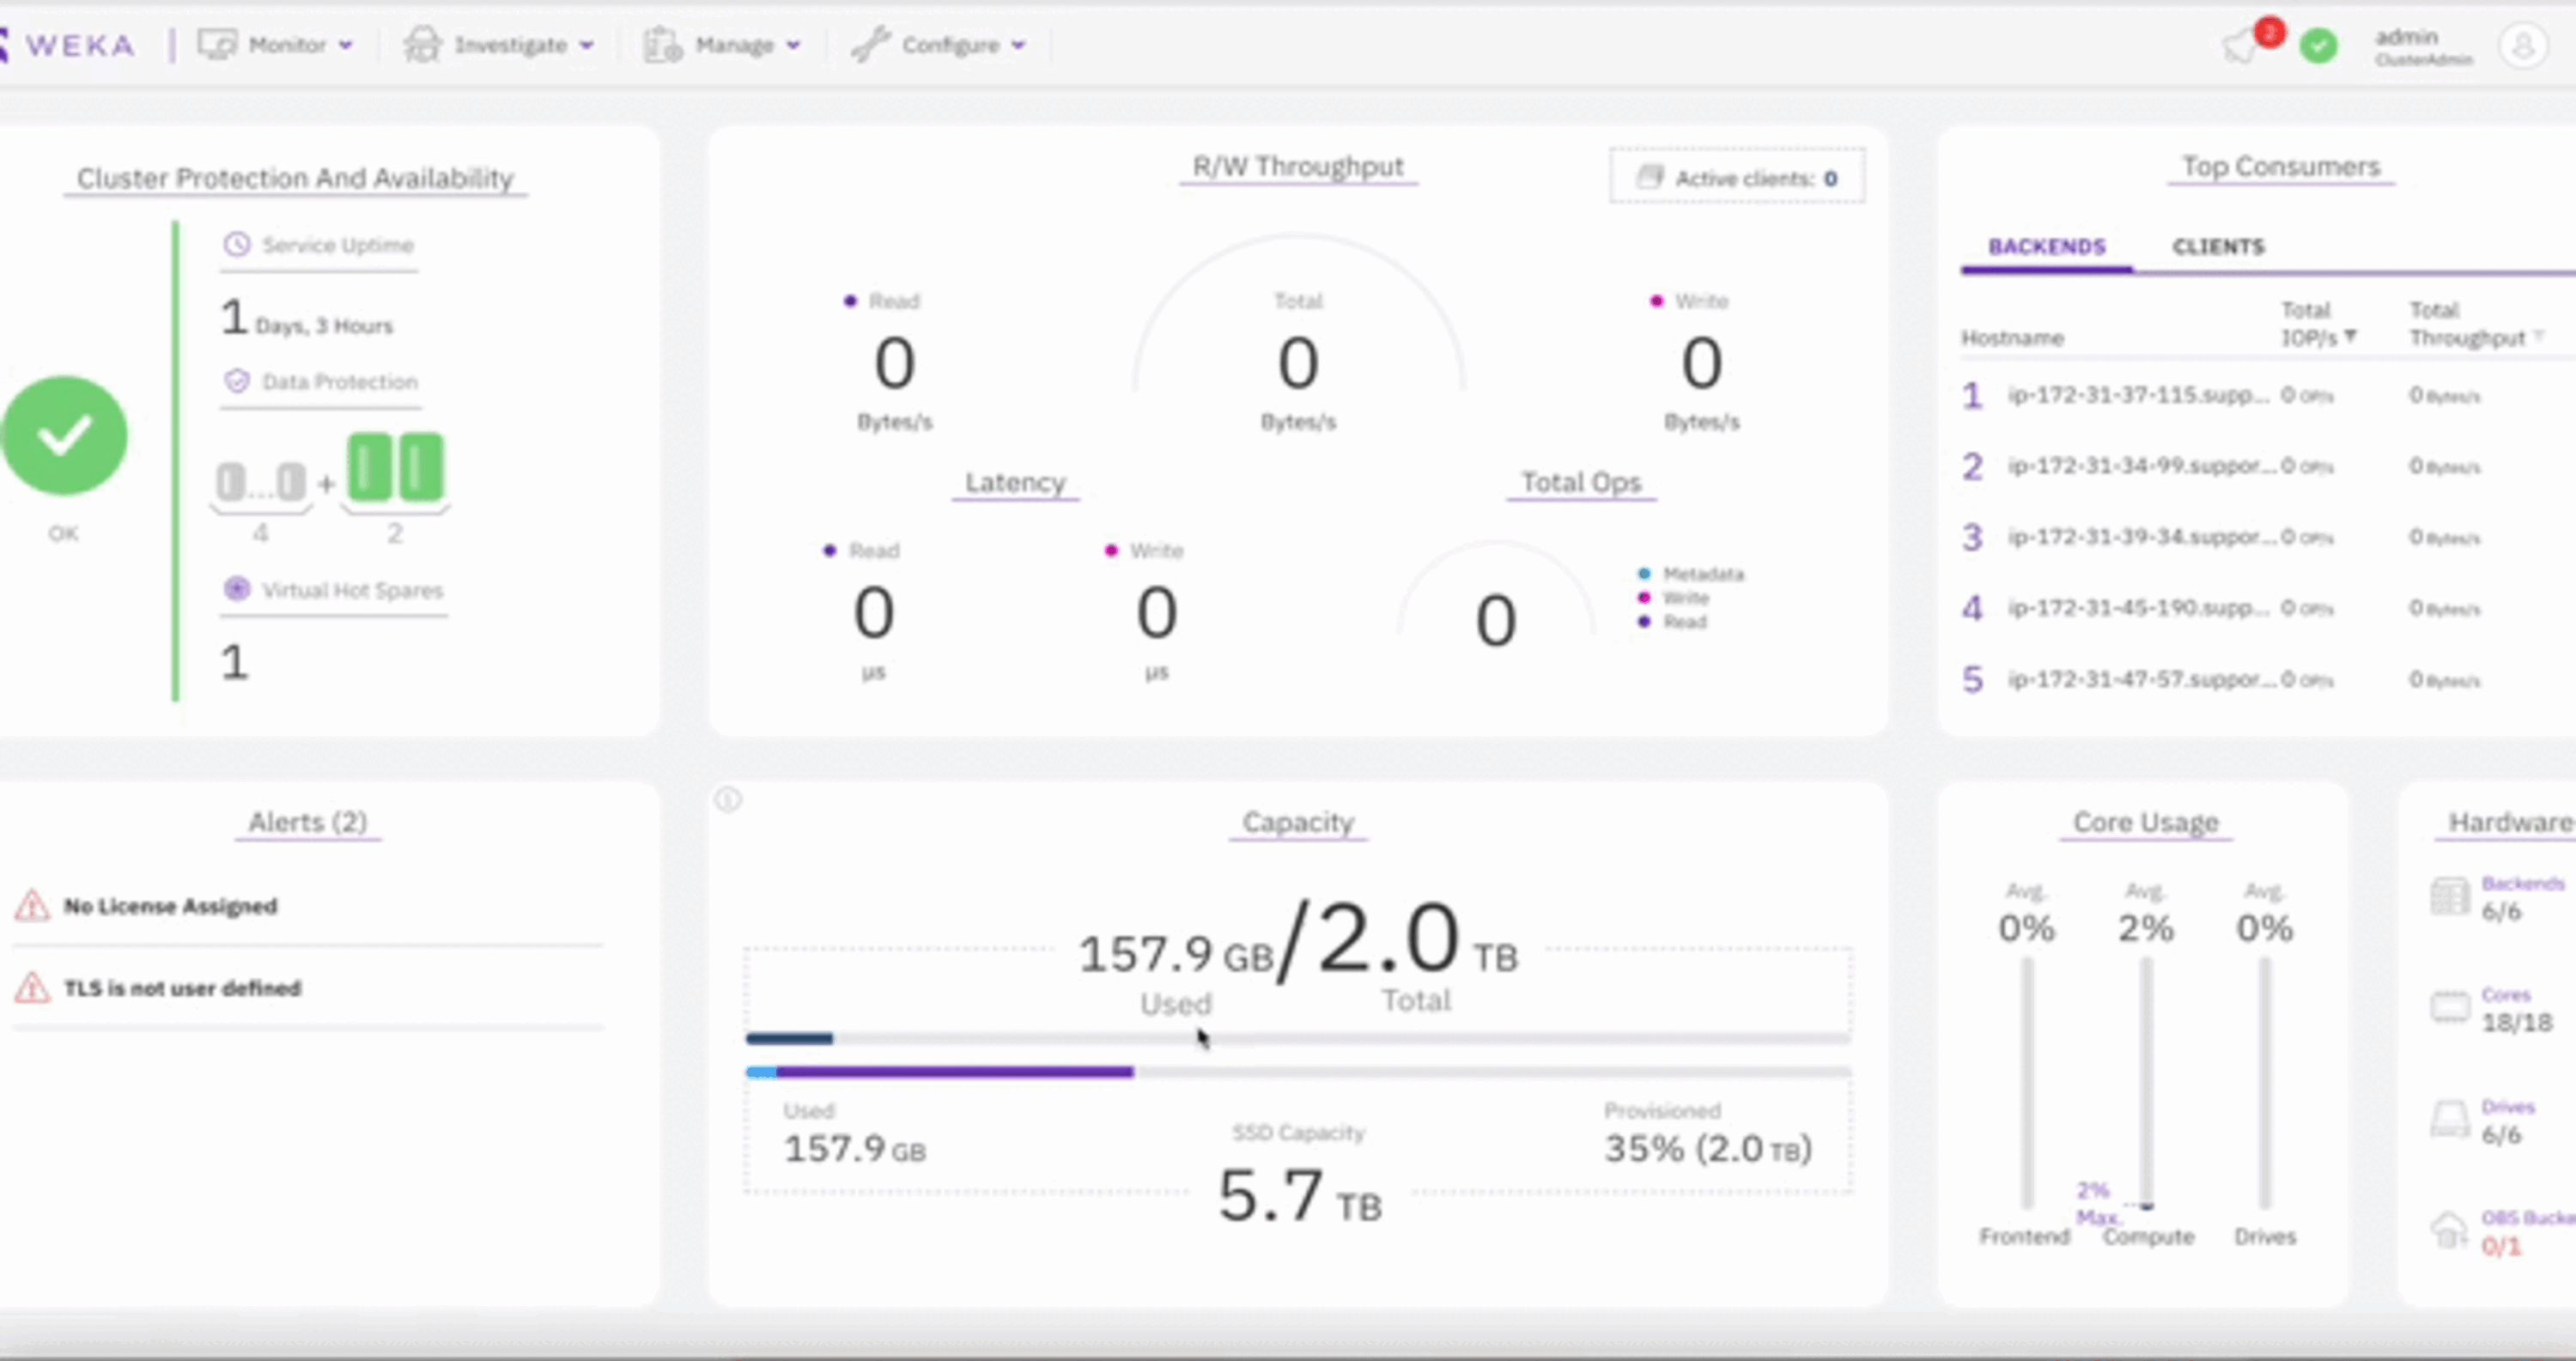 WEKA
Monitor
Investigate
Manage
Configure
2
admin
ClusterAdmin
Cluster Protection And Availability
Service Uptime
1 Days, 3 Hours
Data Protection
... +
4 2
Virtual Hot Spares
1
OK
R/W Throughput
Active clients: 0
Read
0
Bytes/s
Total
0
Bytes/s
Write
0
Bytes/s
Latency
Read
0
µs
Write
0
µs
Total Ops
0
Metadata
Write
Read
Top Consumers
BACKENDS CLIENTS
Hostname
Total
IOP/s
Total
Throughput
1 ip-172-31-37-115.supp... 0 OP/s 0 Bytes/s
2 ip-172-31-34-99.suppor... 0 OP/s 0 Bytes/s
3 ip-172-31-39-34.suppor... 0 OP/s 0 Bytes/s
4 ip-172-31-45-190.supp... 0 OP/s 0 Bytes/s
5 ip-172-31-47-57.suppor... 0 OP/s 0 Bytes/s
Alerts (2)
No License Assigned
TLS is not user defined
Capacity
157.9 GB/2.0 TB
Used Total
Used
157.9 GB
SSD Capacity
5.7 TB
Provisioned
35% (2.0 TB)
Core Usage
Avg. Avg. Avg.
0% 2% 0%
2%
Max.
Frontend Compute Drives
Hardware
Backends
6/6
Cores
18/18
Drives
6/6
OBS Bucke
0/1